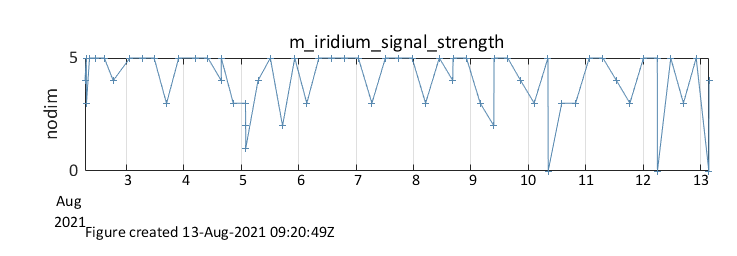 m_iridium_signal_strength
5
nodim
0
3 4 5 6 7 8 9 10 11 12 13
Aug
2021
Figure created 13-Aug-2021 09:20:49Z